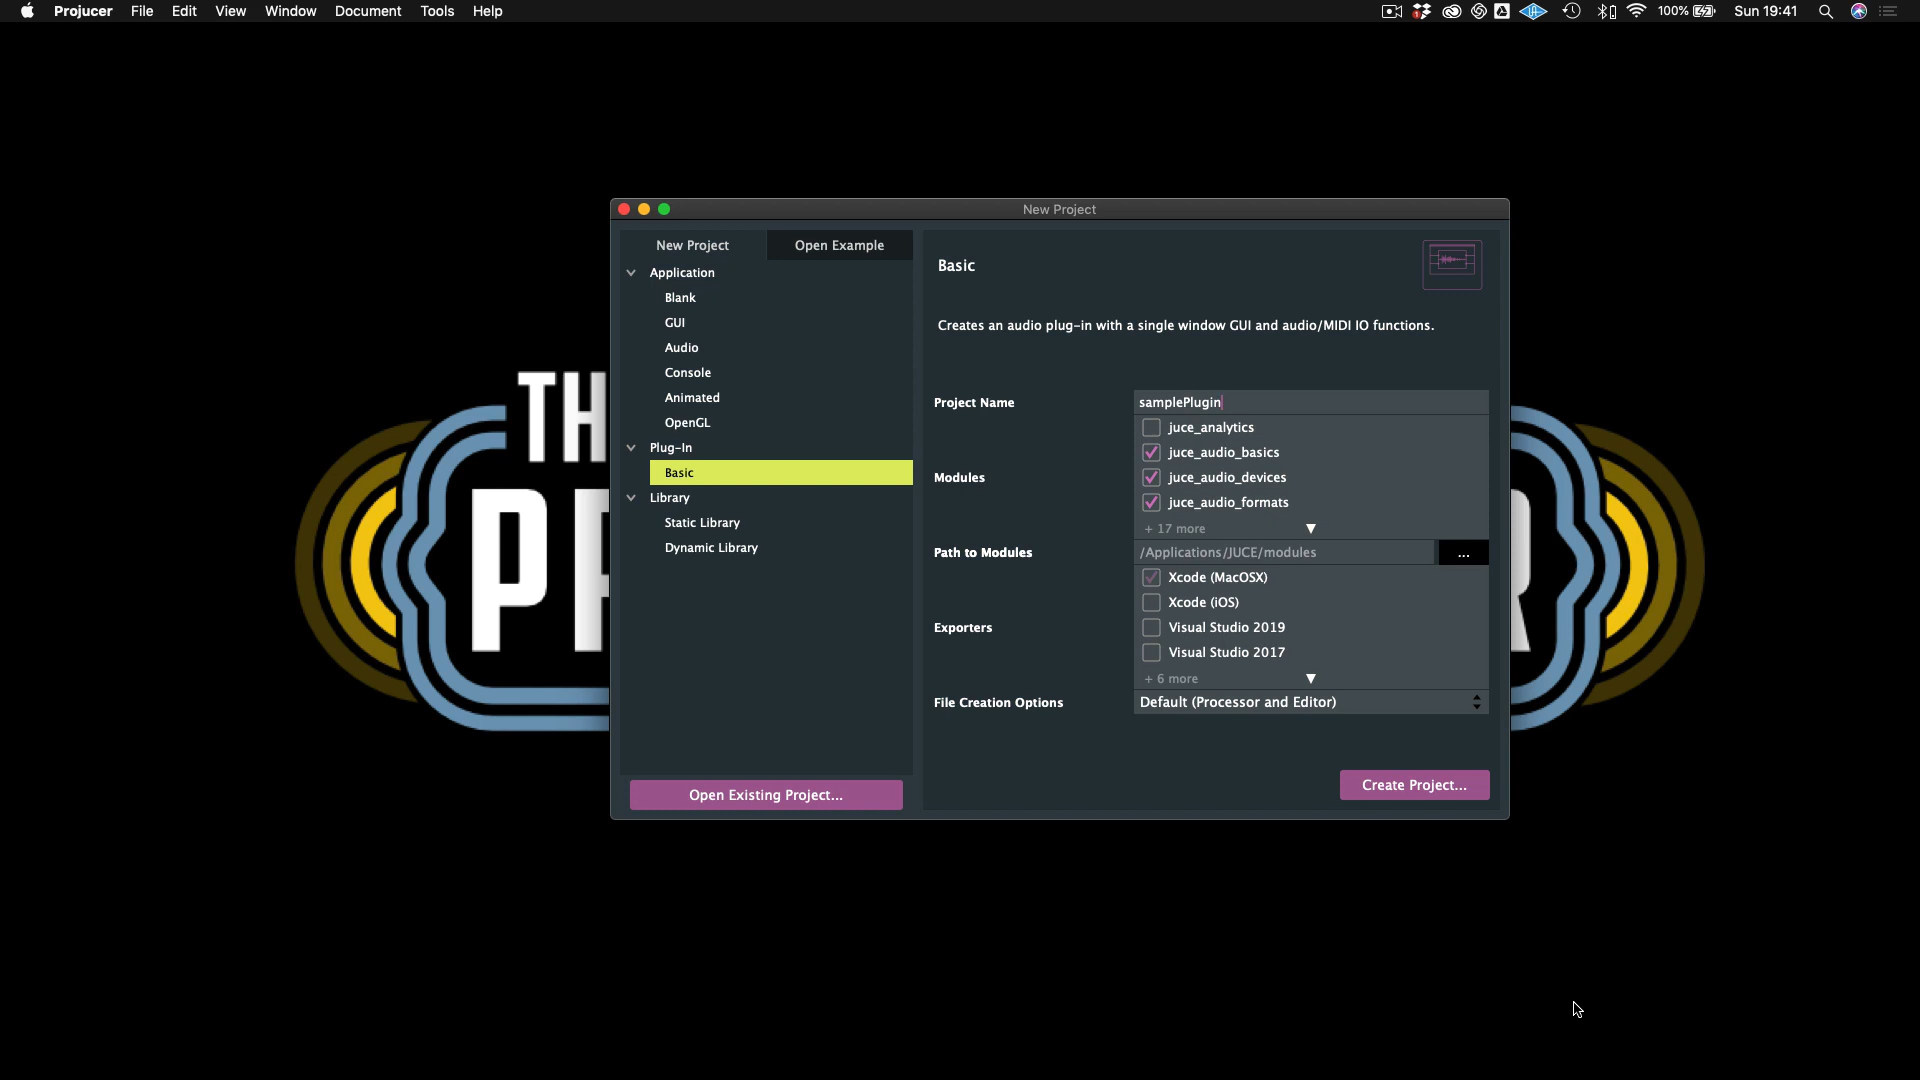 Projucer File Edit View Window Document Tools Help
100% Sun 19:41
New Project
New Project Open Example
Application
Blank
GUI
Audio
Console
Animated
OpenGL
Plug-In
Basic
Library
Static Library
Dynamic Library
Open Existing Project...
Basic
Creates an audio plug-in with a single window GUI and audio/MIDI IO functions.
Project Name samplePlugin
Modules
juce_analytics
juce_audio_basics
juce_audio_devices
juce_audio_formats
+ 17 more
Path to Modules /Applications/JUCE/modules ...
Exporters
Xcode (MacOSX)
Xcode (iOS)
Visual Studio 2019
Visual Studio 2017
+ 6 more
File Creation Options Default (Processor and Editor)
Create Project...
TH